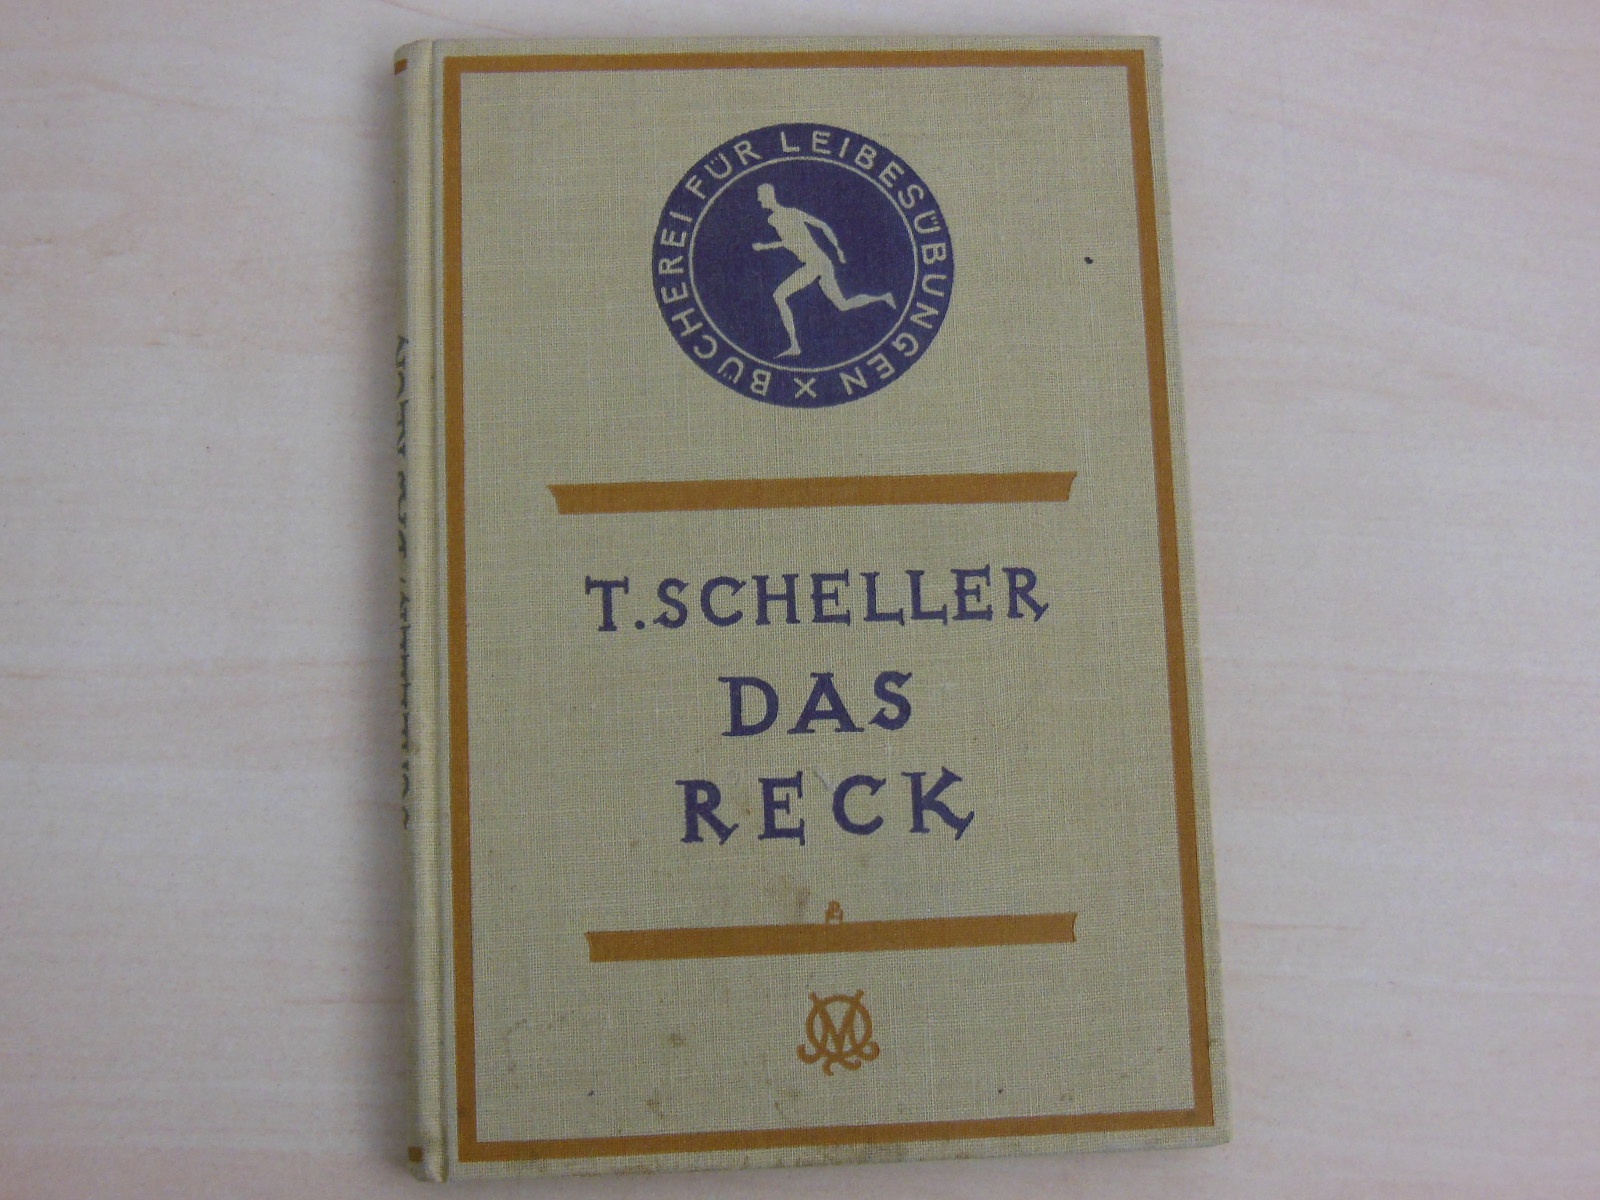 BÜCHEREI FÜR LEIBESÜBUNGEN X
T. SCHELLER
DAS
RECK